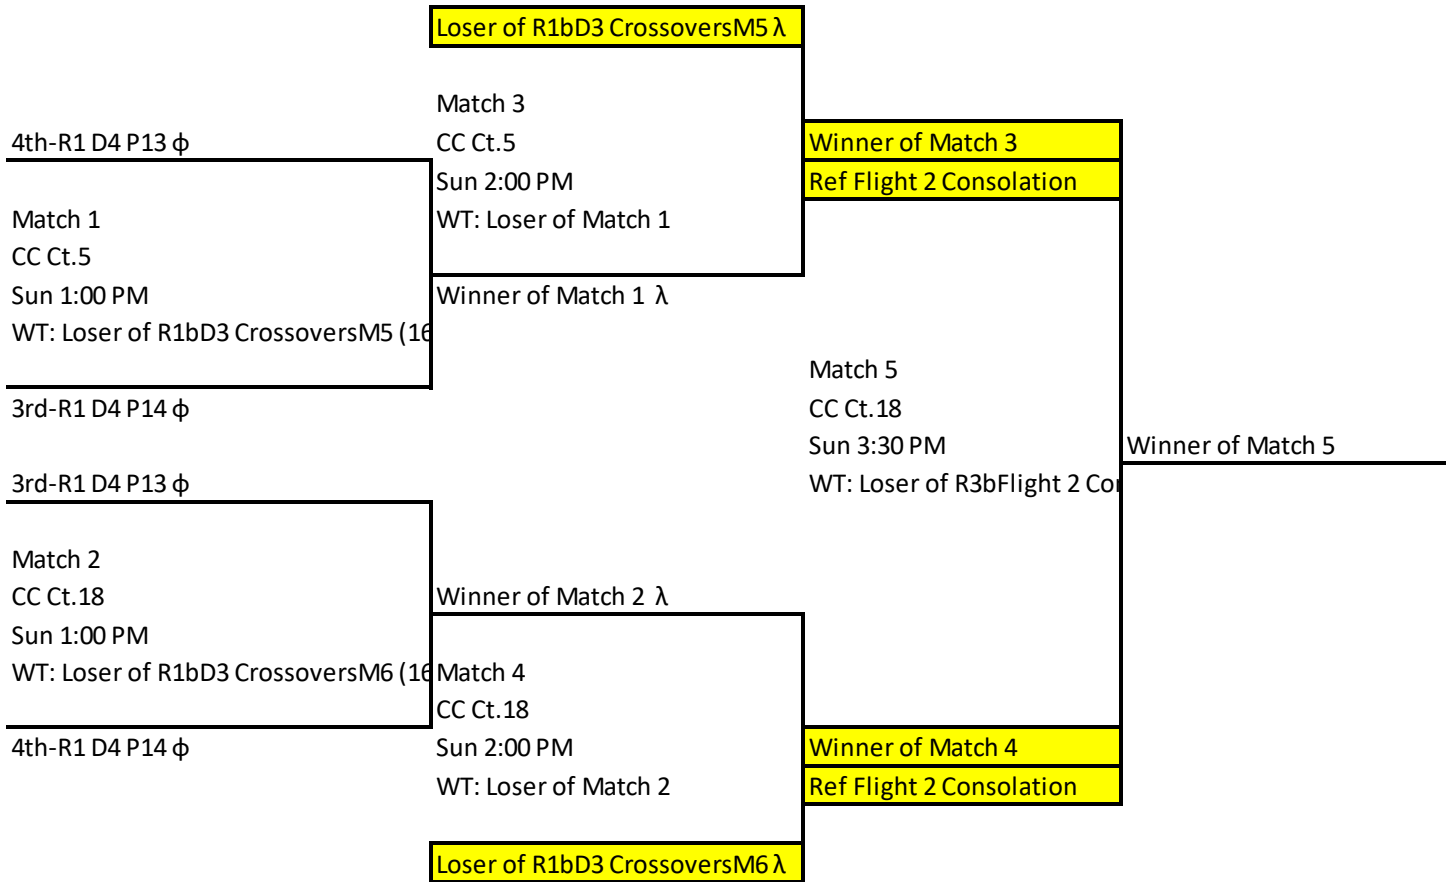 Loser of R1bD3 CrossoversM5 λ
Match 3
CC Ct.5
Sun 2:00 PM
WT: Loser of Match 1
4th-R1 D4 P13 ф
Match 1
CC Ct.5
Sun 1:00 PM
WT: Loser of R1bD3 CrossoversM5 (16
3rd-R1 D4 P14 ф
Winner of Match 1 λ
Winner of Match 3
Ref Flight 2 Consolation
Match 5
CC Ct.18
Sun 3:30 PM
WT: Loser of R3bFlight 2 Co
Winner of Match 5
3rd-R1 D4 P13 ф
Match 2
CC Ct.18
Sun 1:00 PM
WT: Loser of R1bD3 CrossoversM6 (16
4th-R1 D4 P14 ф
Winner of Match 2 λ
Match 4
CC Ct.18
Sun 2:00 PM
WT: Loser of Match 2
Winner of Match 4
Ref Flight 2 Consolation
Loser of R1bD3 CrossoversM6 λ